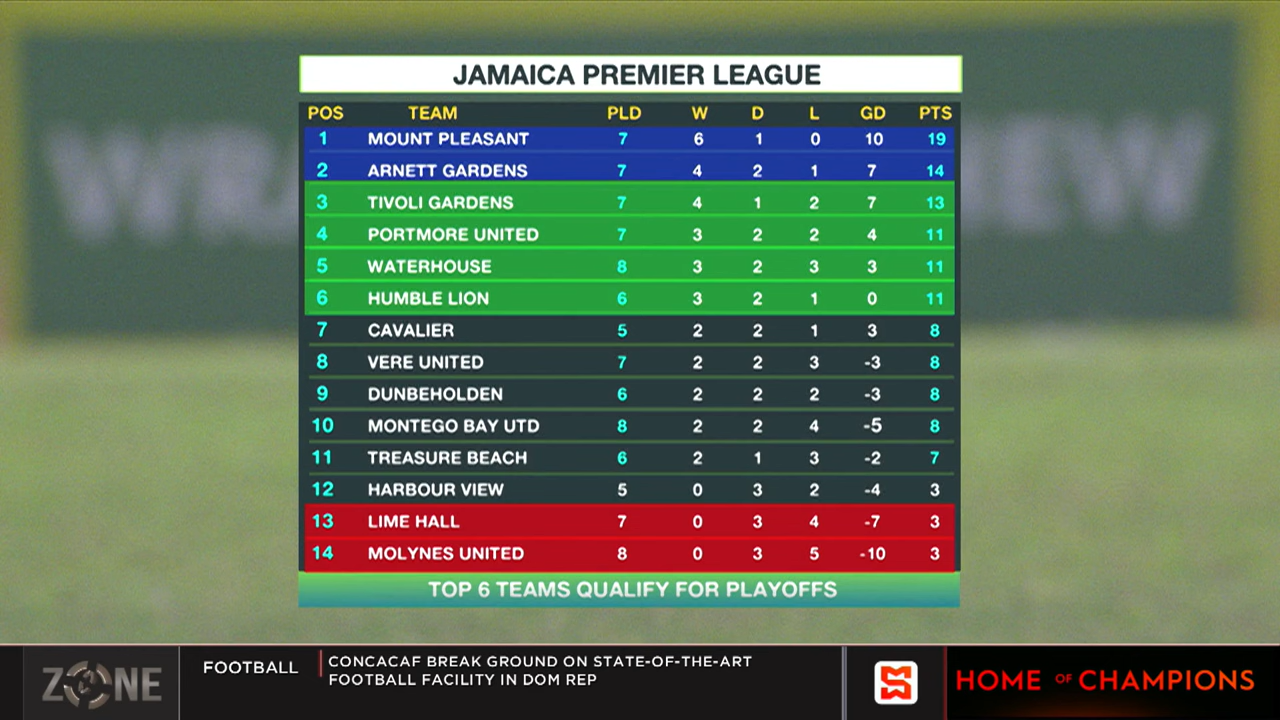 JAMAICA PREMIER LEAGUE
POS TEAM PLD W D L GD PTS
1 MOUNT PLEASANT 7 6 1 0 10 19
2 ARNETT GARDENS 7 4 2 1 7 14
3 TIVOLI GARDENS 7 4 1 2 7 13
4 PORTMORE UNITED 7 3 2 2 4 11
5 WATERHOUSE 8 3 2 3 3 11
6 HUMBLE LION 6 3 2 1 0 11
7 CAVALIER 5 2 2 1 3 8
8 VERE UNITED 7 2 2 3 -3 8
9 DUNBEHOLDEN 6 2 2 2 -3 8
10 MONTEGO BAY UTD 8 2 2 4 -5 8
11 TREASURE BEACH 6 2 1 3 -2 7
12 HARBOUR VIEW 5 0 3 2 -4 3
13 LIME HALL 7 0 3 4 -7 3
14 MOLYNES UNITED 8 0 3 5 -10 3
TOP 6 TEAMS QUALIFY FOR PLAYOFFS
ZONE
FOOTBALL
CONCACAF BREAK GROUND ON STATE-OF-THE-ART
FOOTBALL FACILITY IN DOM REP
HOME OF CHAMPIONS